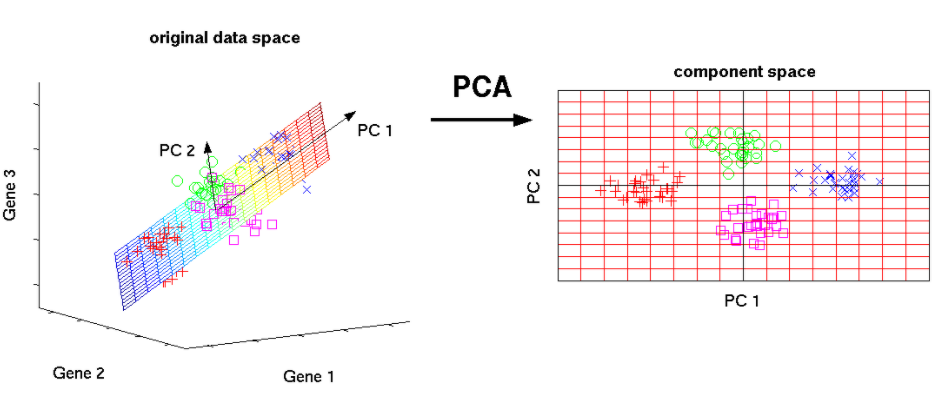 original data space
PCA
component space
PC 1
PC 2
Gene 3
PC 2
Gene 2
Gene 1
PC 1